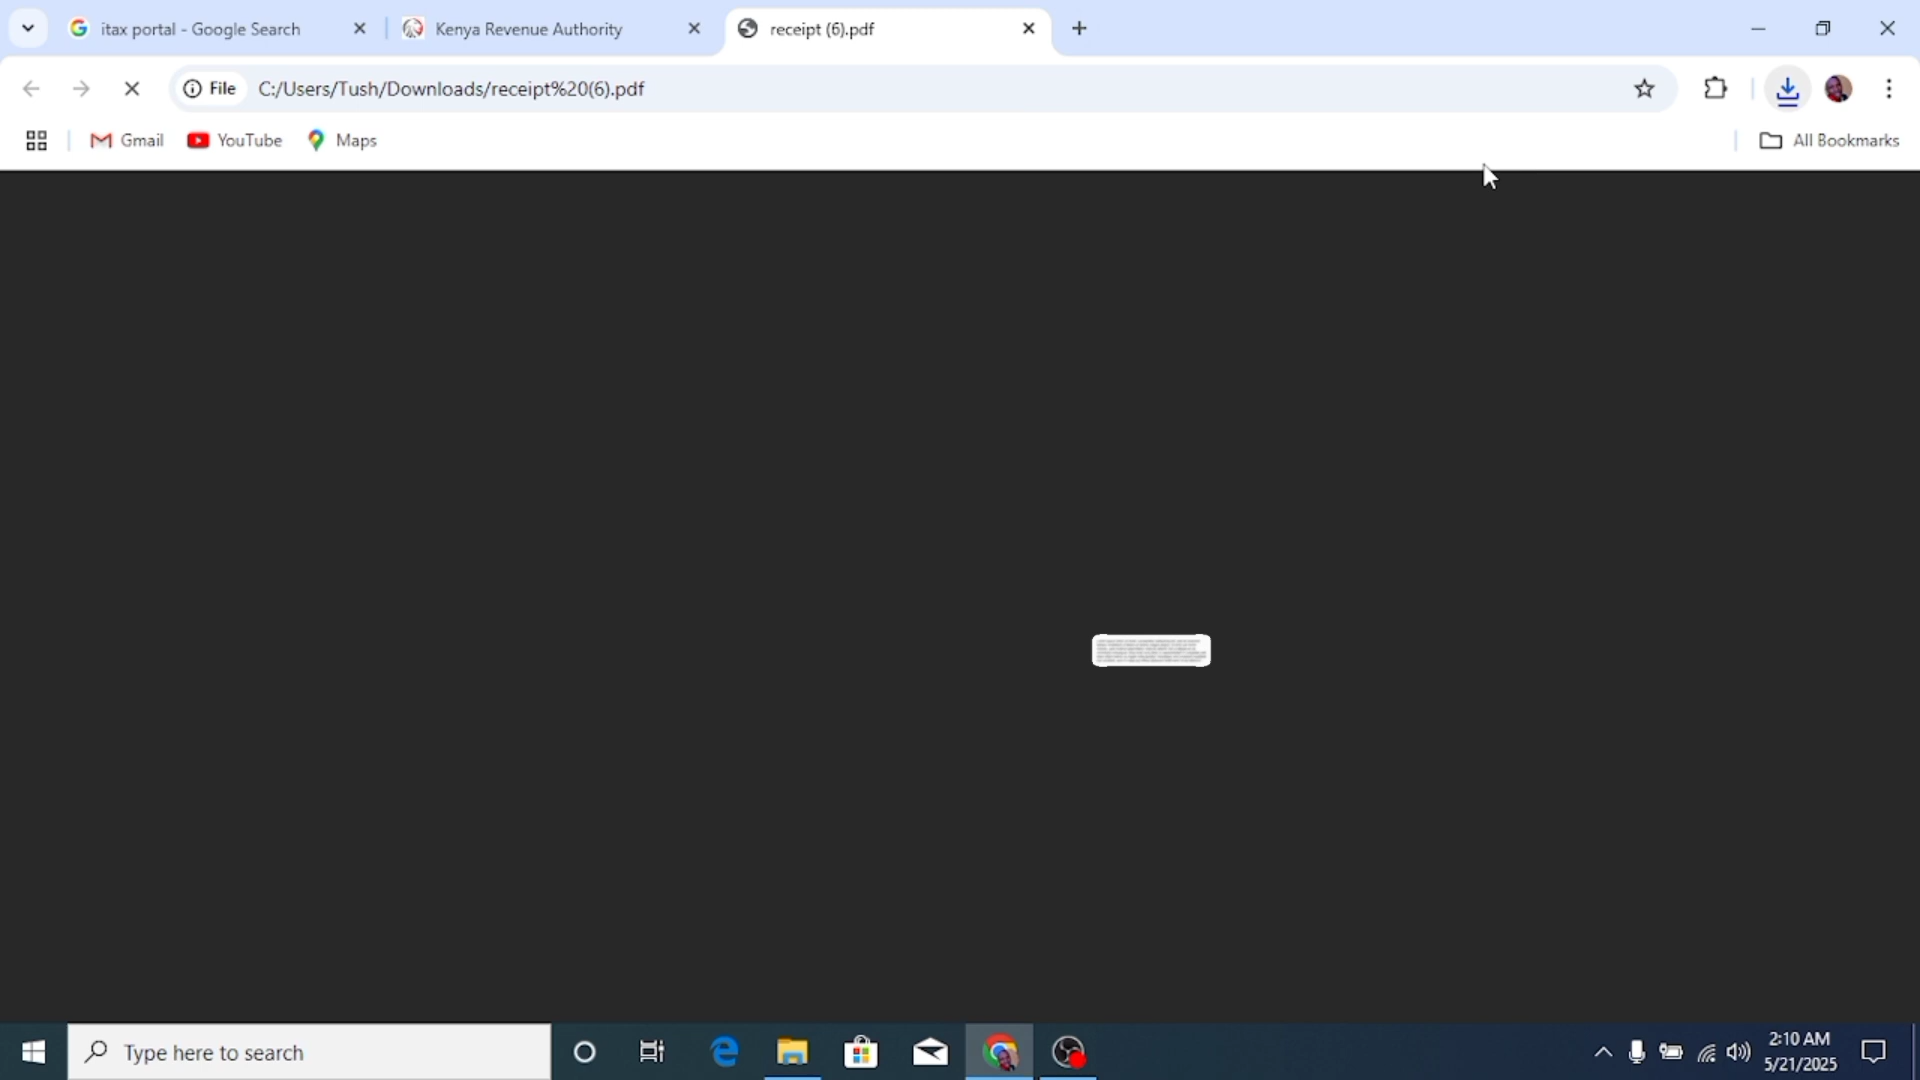 itax portal - Google Search
Kenya Revenue Authority
receipt (6).pdf
File
C:/Users/Tush/Downloads/receipt%20(6).pdf
Gmail
YouTube
Maps
All Bookmarks
Type here to search
2:10 AM
5/21/2025